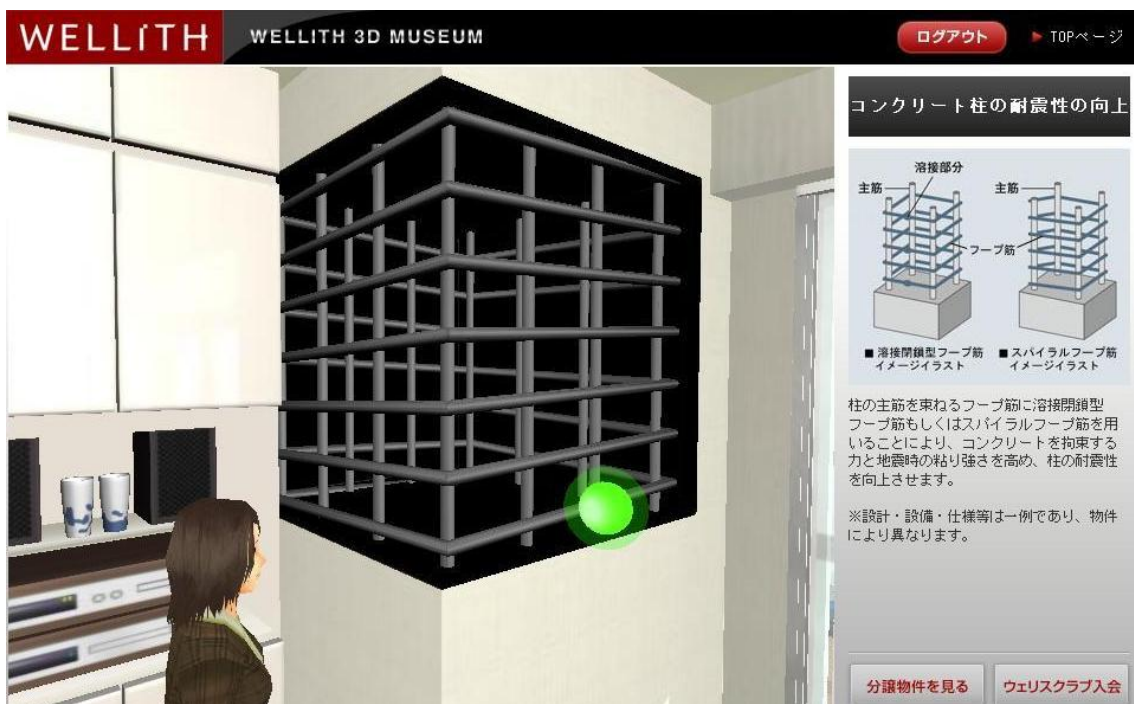 WELLITH
WELLITH 3D MUSEUM
ログアウト
TOPページ
コンクリート柱の耐震性の向上
溶接部分
主筋
主筋
フープ筋
■溶接閉鎖型フープ筋
イメージイラスト
■スパイラルフープ筋
イメージイラスト
柱の主筋を束ねるフープ筋に溶接閉鎖型
フープ筋もしくはスパイラルフープ筋を用
いることにより、コンクリートを拘束する
力と地震時の粘り強さを高め、柱の耐震性
を向上させます。
※設計・設備・仕様等は一例であり、物件
により異なります。
分譲物件を見る
ウェリスクラブ入会